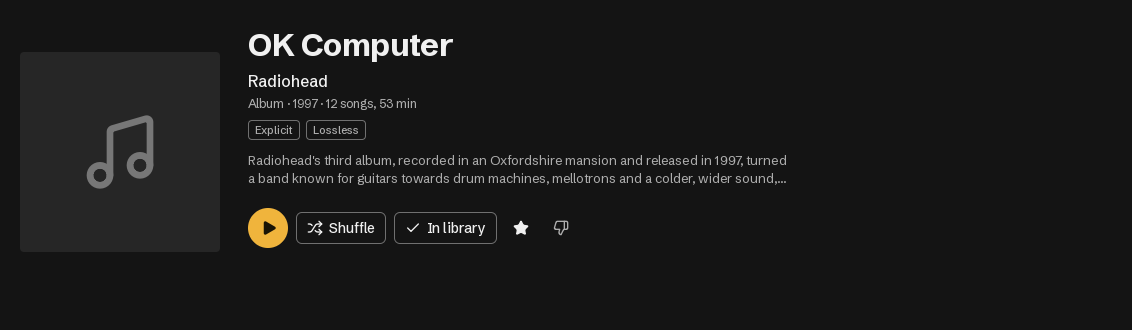 OK Computer
Radiohead
Album · 1997 · 12 songs, 53 min
Explicit Lossless
Radiohead's third album, recorded in an Oxfordshire mansion and released in 1997, turned
a band known for guitars towards drum machines, mellotrons and a colder, wider sound,...
Shuffle In library